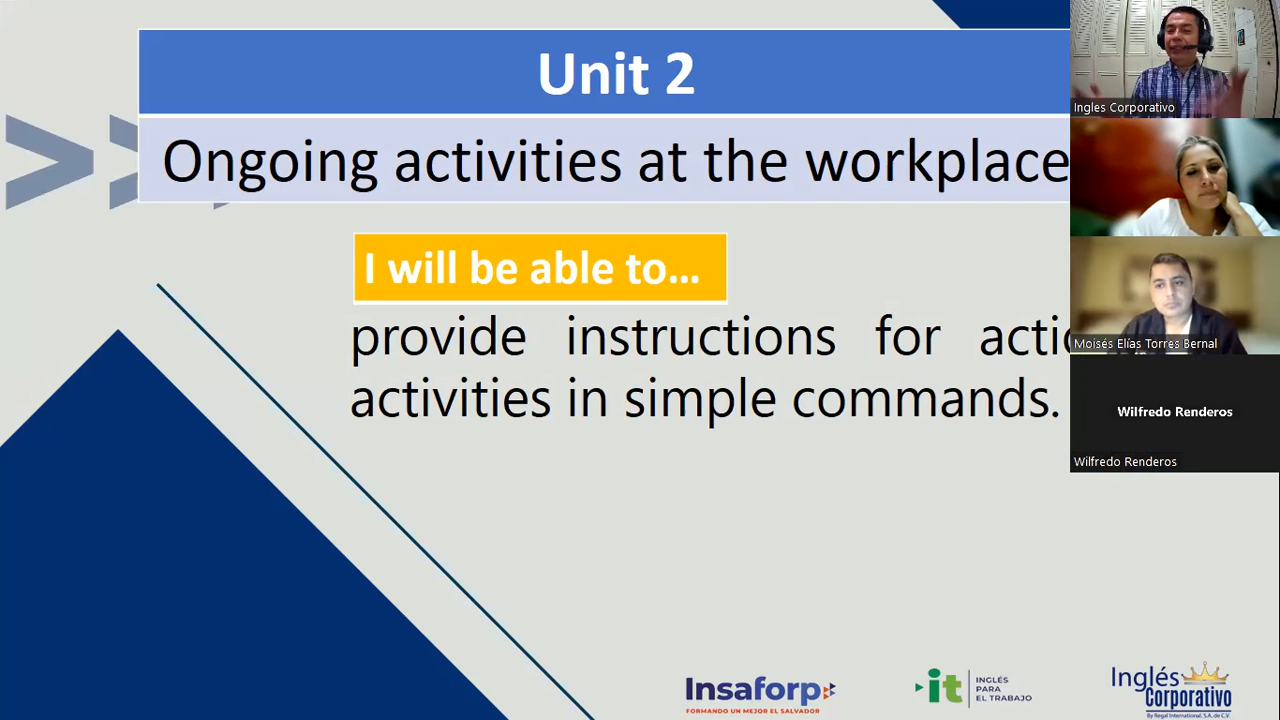 Unit 2
Ongoing activities at the workplace
I will be able to...
provide instructions for
activities in simple commands.
Ingles Corporativo
Moisés Elías Torres Bernal
Wilfredo Renderos
Wilfredo Renderos
Insaforp
FORMANDO UN MEJOR EL SALVADOR
it
INGLÉS
PARA
EL TRABAJO
Inglés
Corporativo
By Regal International, S.A. de C.V.